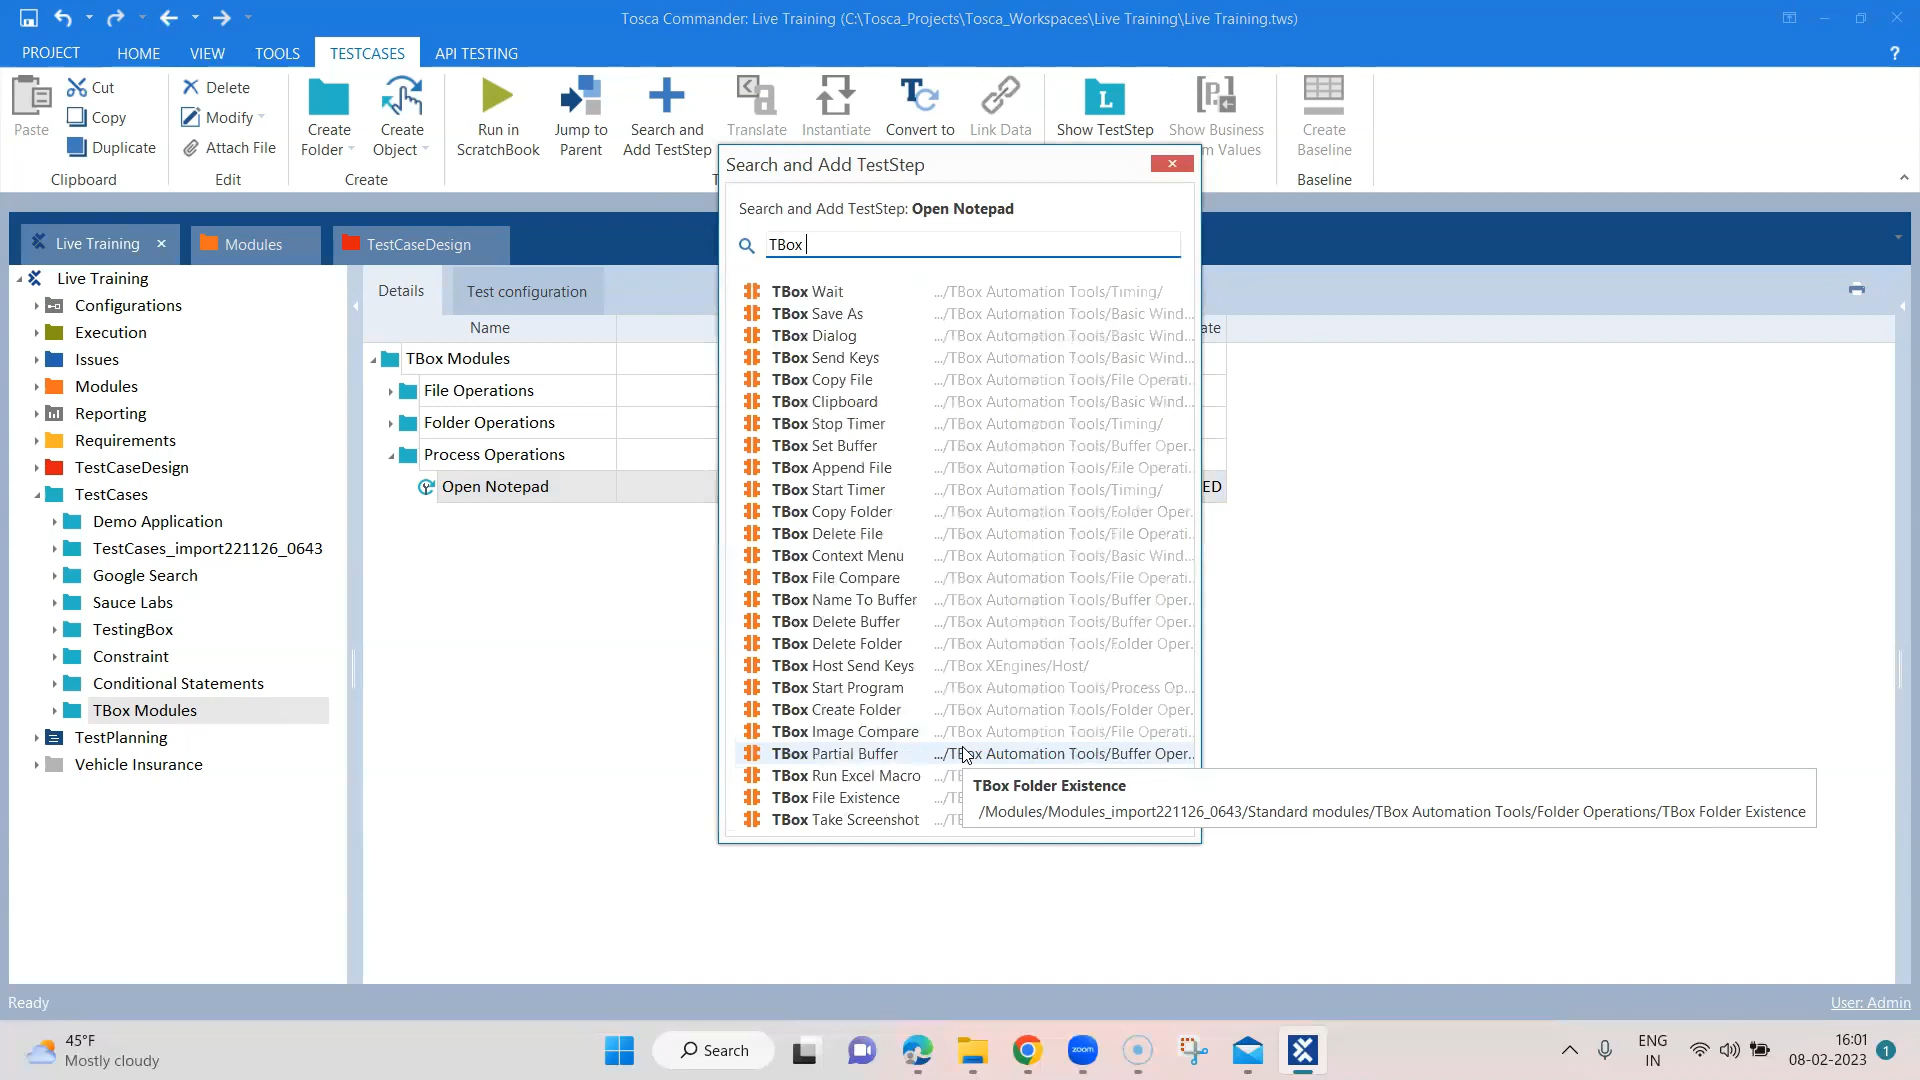 Tosca Commander: Live Training (C:\Tosca_Projects\Tosca_Workspaces\Live Training\Live Training.tws)
PROJECT HOME VIEW TOOLS TESTCASES API TESTING ?
Paste
Cut
Copy
Duplicate
Clipboard
Delete
Modify
Attach File
Edit
Create Folder
Create Object
Create
Run in ScratchBook
Jump to Parent
Search and Add TestStep
Translate
Instantiate
Convert to
Link Data
Show TestStep
Show Business
m Values
Create Baseline
Baseline
Live Training
Modules
TestCaseDesign
Live Training
Configurations
Execution
Issues
Modules
Reporting
Requirements
TestCaseDesign
TestCases
Demo Application
TestCases_import221126_0643
Google Search
Sauce Labs
TestingBox
Constraint
Conditional Statements
TBox Modules
TestPlanning
Vehicle Insurance
Details
Test configuration
Name
ate
TBox Modules
File Operations
Folder Operations
Process Operations
Open Notepad
ED
Search and Add TestStep
Search and Add TestStep: Open Notepad
TBox
TBox Wait .../TBox Automation Tools/Timing/
TBox Save As .../TBox Automation Tools/Basic Wind...
TBox Dialog .../TBox Automation Tools/Basic Wind...
TBox Send Keys .../TBox Automation Tools/Basic Wind...
TBox Copy File .../TBox Automation Tools/File Operati...
TBox Clipboard .../TBox Automation Tools/Basic Wind...
TBox Stop Timer .../TBox Automation Tools/Timing/
TBox Set Buffer .../TBox Automation Tools/Buffer Oper...
TBox Append File .../TBox Automation Tools/File Operati...
TBox Start Timer .../TBox Automation Tools/Timing/
TBox Copy Folder .../TBox Automation Tools/Folder Oper...
TBox Delete File .../TBox Automation Tools/File Operati...
TBox Context Menu .../TBox Automation Tools/Basic Wind...
TBox File Compare .../TBox Automation Tools/File Operati...
TBox Name To Buffer .../TBox Automation Tools/Buffer Oper...
TBox Delete Buffer .../TBox Automation Tools/Buffer Oper...
TBox Delete Folder .../TBox Automation Tools/Folder Oper...
TBox Host Send Keys .../TBox XEngines/Host/
TBox Start Program .../TBox Automation Tools/Process Op...
TBox Create Folder .../TBox Automation Tools/Folder Oper...
TBox Image Compare .../TBox Automation Tools/File Operati...
TBox Partial Buffer .../TBox Automation Tools/Buffer Oper...
TBox Run Excel Macro .../TE
TBox File Existence .../TE
TBox Take Screenshot .../TE
TBox Folder Existence
/Modules/Modules_import221126_0643/Standard modules/TBox Automation Tools/Folder Operations/TBox Folder Existence
Ready
User: Admin
45°F
Mostly cloudy
Search
zoom
ENG
IN
16:01
08-02-2023
1